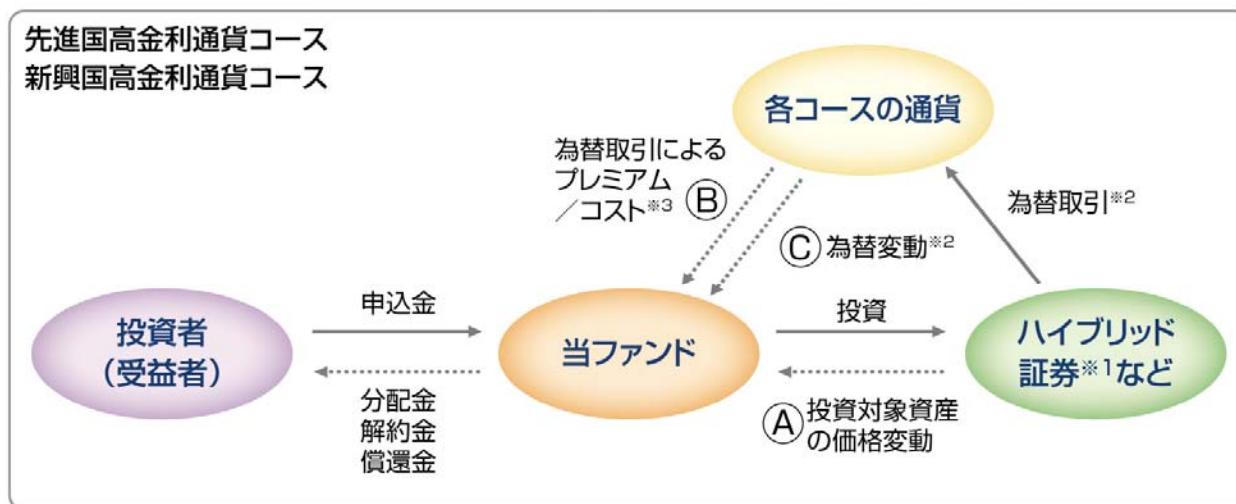 先進国高金利通貨コース
新興国高金利通貨コース
各コースの通貨
為替取引による
プレミアム
／コスト※3 Ⓑ
為替取引※2
Ⓒ 為替変動※2
申込金
投資
投資者
（受益者）
当ファンド
ハイブリッド
証券※1など
分配金
解約金
償還金
Ⓐ 投資対象資産
の価格変動